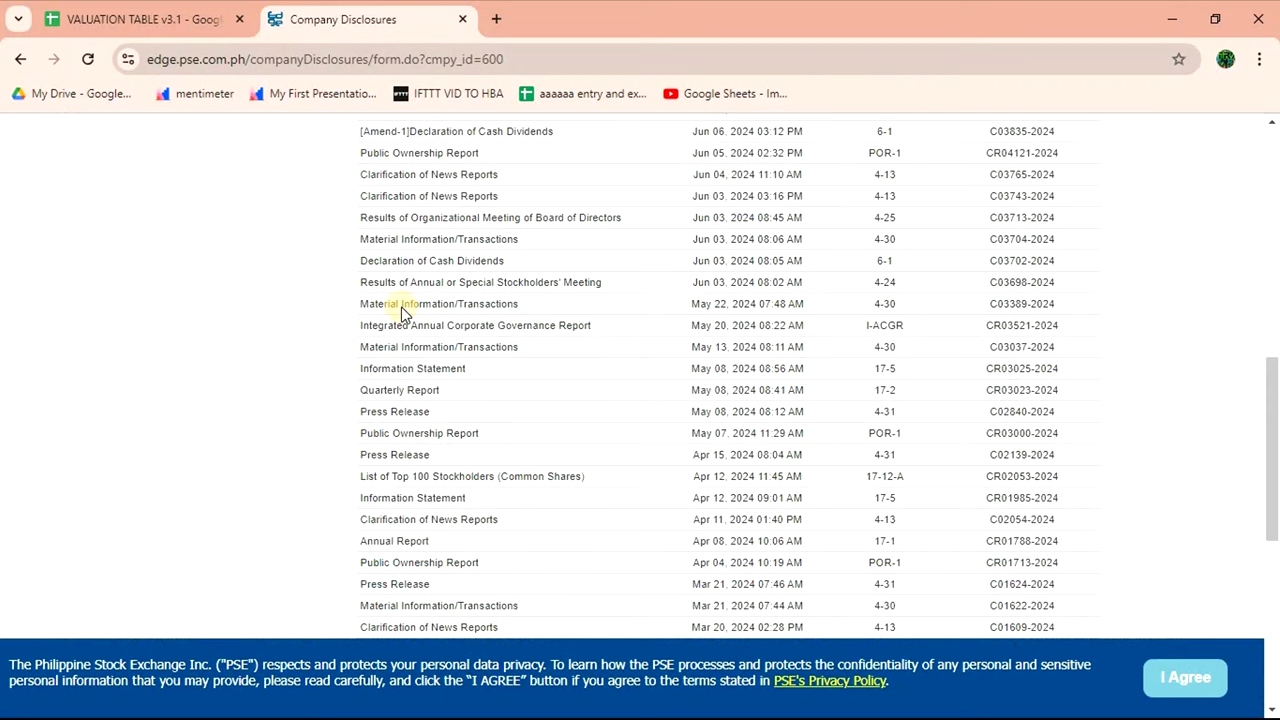 VALUATION TABLE v3.1 - Googl
Company Disclosures
edge.pse.com.ph/companyDisclosures/form.do?cmpy_id=600
My Drive - Google...
mentimeter
My First Presentatio...
IFTTT VID TO HBA
aaaaaa entry and ex...
Google Sheets - Im...
[Amend-1]Declaration of Cash Dividends Jun 06, 2024 03:12 PM 6-1 C03835-2024
Public Ownership Report Jun 05, 2024 02:32 PM POR-1 CR04121-2024
Clarification of News Reports Jun 04, 2024 11:10 AM 4-13 C03765-2024
Clarification of News Reports Jun 03, 2024 03:16 PM 4-13 C03743-2024
Results of Organizational Meeting of Board of Directors Jun 03, 2024 08:45 AM 4-25 C03713-2024
Material Information/Transactions Jun 03, 2024 08:06 AM 4-30 C03704-2024
Declaration of Cash Dividends Jun 03, 2024 08:05 AM 6-1 C03702-2024
Results of Annual or Special Stockholders' Meeting Jun 03, 2024 08:02 AM 4-24 C03698-2024
Material Information/Transactions May 22, 2024 07:48 AM 4-30 C03389-2024
Integrated Annual Corporate Governance Report May 20, 2024 08:22 AM I-ACGR CR03521-2024
Material Information/Transactions May 13, 2024 08:11 AM 4-30 C03037-2024
Information Statement May 08, 2024 08:56 AM 17-5 CR03025-2024
Quarterly Report May 08, 2024 08:41 AM 17-2 CR03023-2024
Press Release May 08, 2024 08:12 AM 4-31 C02840-2024
Public Ownership Report May 07, 2024 11:29 AM POR-1 CR03000-2024
Press Release Apr 15, 2024 08:04 AM 4-31 C02139-2024
List of Top 100 Stockholders (Common Shares) Apr 12, 2024 11:45 AM 17-12-A CR02053-2024
Information Statement Apr 12, 2024 09:01 AM 17-5 CR01985-2024
Clarification of News Reports Apr 11, 2024 01:40 PM 4-13 C02054-2024
Annual Report Apr 08, 2024 10:06 AM 17-1 CR01788-2024
Public Ownership Report Apr 04, 2024 10:19 AM POR-1 CR01713-2024
Press Release Mar 21, 2024 07:46 AM 4-31 C01624-2024
Material Information/Transactions Mar 21, 2024 07:44 AM 4-30 C01622-2024
Clarification of News Reports Mar 20, 2024 02:28 PM 4-13 C01609-2024
The Philippine Stock Exchange Inc. ("PSE") respects and protects your personal data privacy. To learn how the PSE processes and protects the confidentiality of any personal and sensitive
personal information that you may provide, please read carefully, and click the “I AGREE” button if you agree to the terms stated in PSE's Privacy Policy.
I Agree